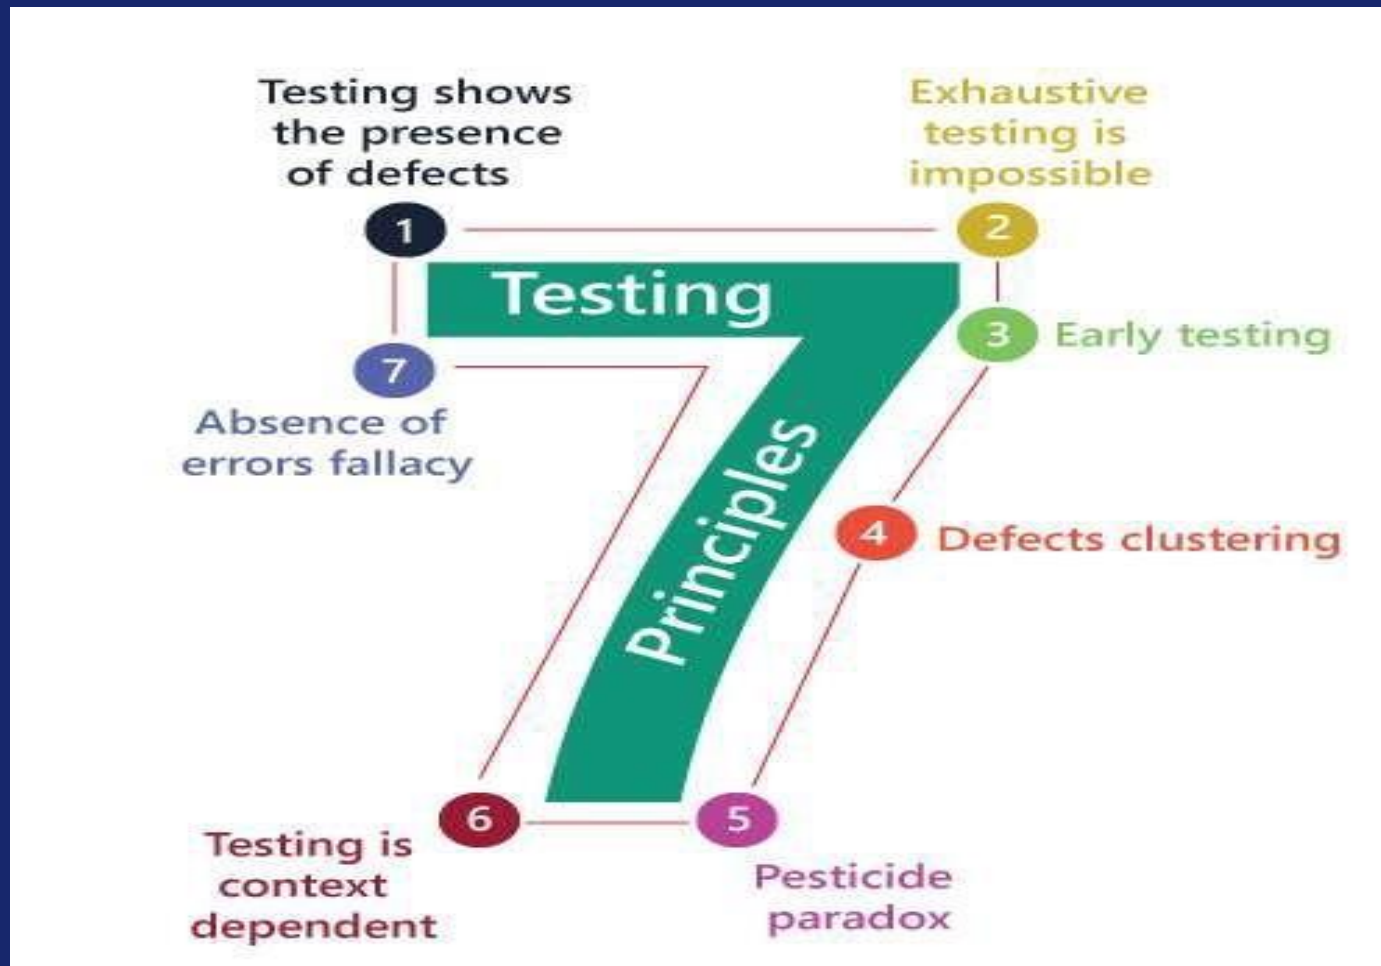 Testing shows
the presence
of defects
1
Exhaustive
testing is
impossible
2
Testing
Principles
3
Early testing
4
Defects clustering
5
Pesticide
paradox
6
Testing is
context
dependent
7
Absence of
errors fallacy